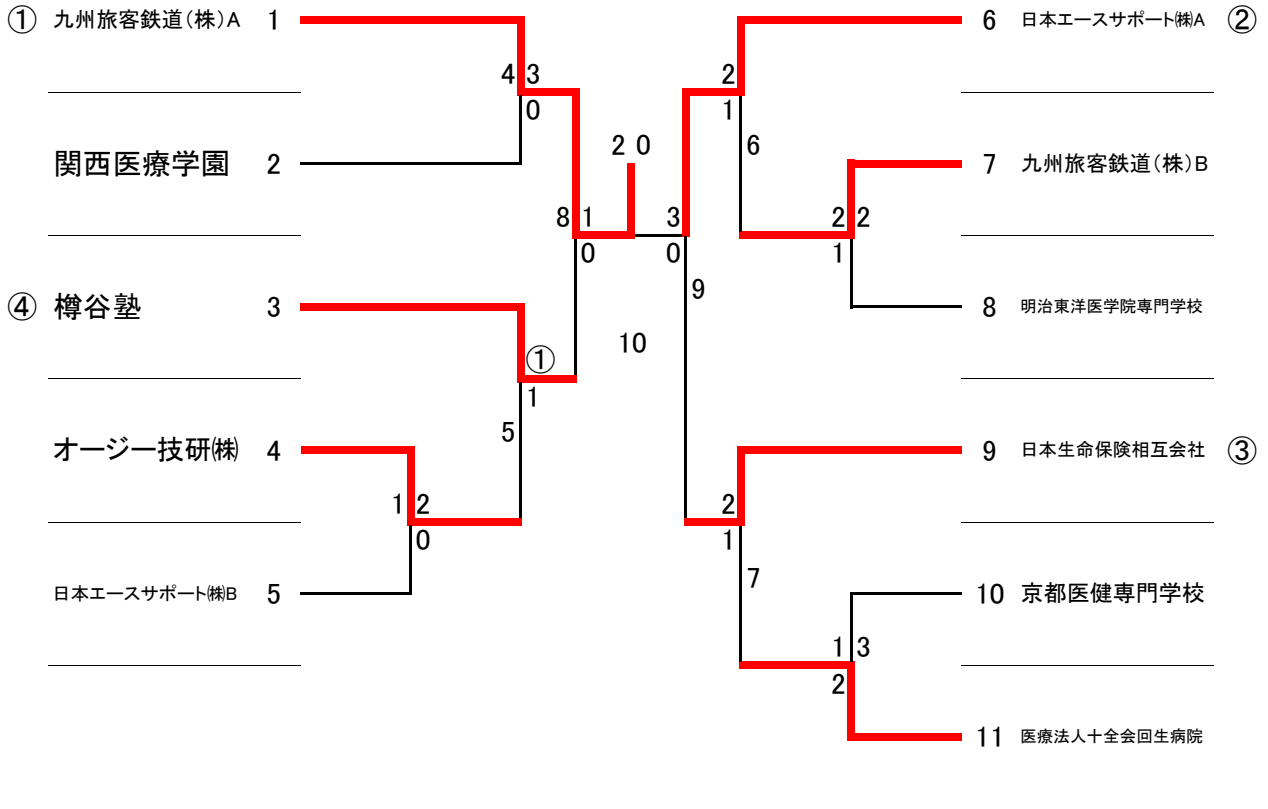 ① 九州旅客鉄道（株）A 1
4 3
0
関西医療学園 2
8 1
0
④ 樽谷塾 3
①
1
5
オージー技研㈱ 4
1 2
0
日本エースサポート㈱B 5
2 0
10
6 日本エースサポート㈱A ②
2
1
6
7 九州旅客鉄道（株）B
2 2
1
3
0
9
8 明治東洋医学院専門学校
9 日本生命保険相互会社 ③
2
1
7
10 京都医健専門学校
1 3
2
11 医療法人十全会回生病院